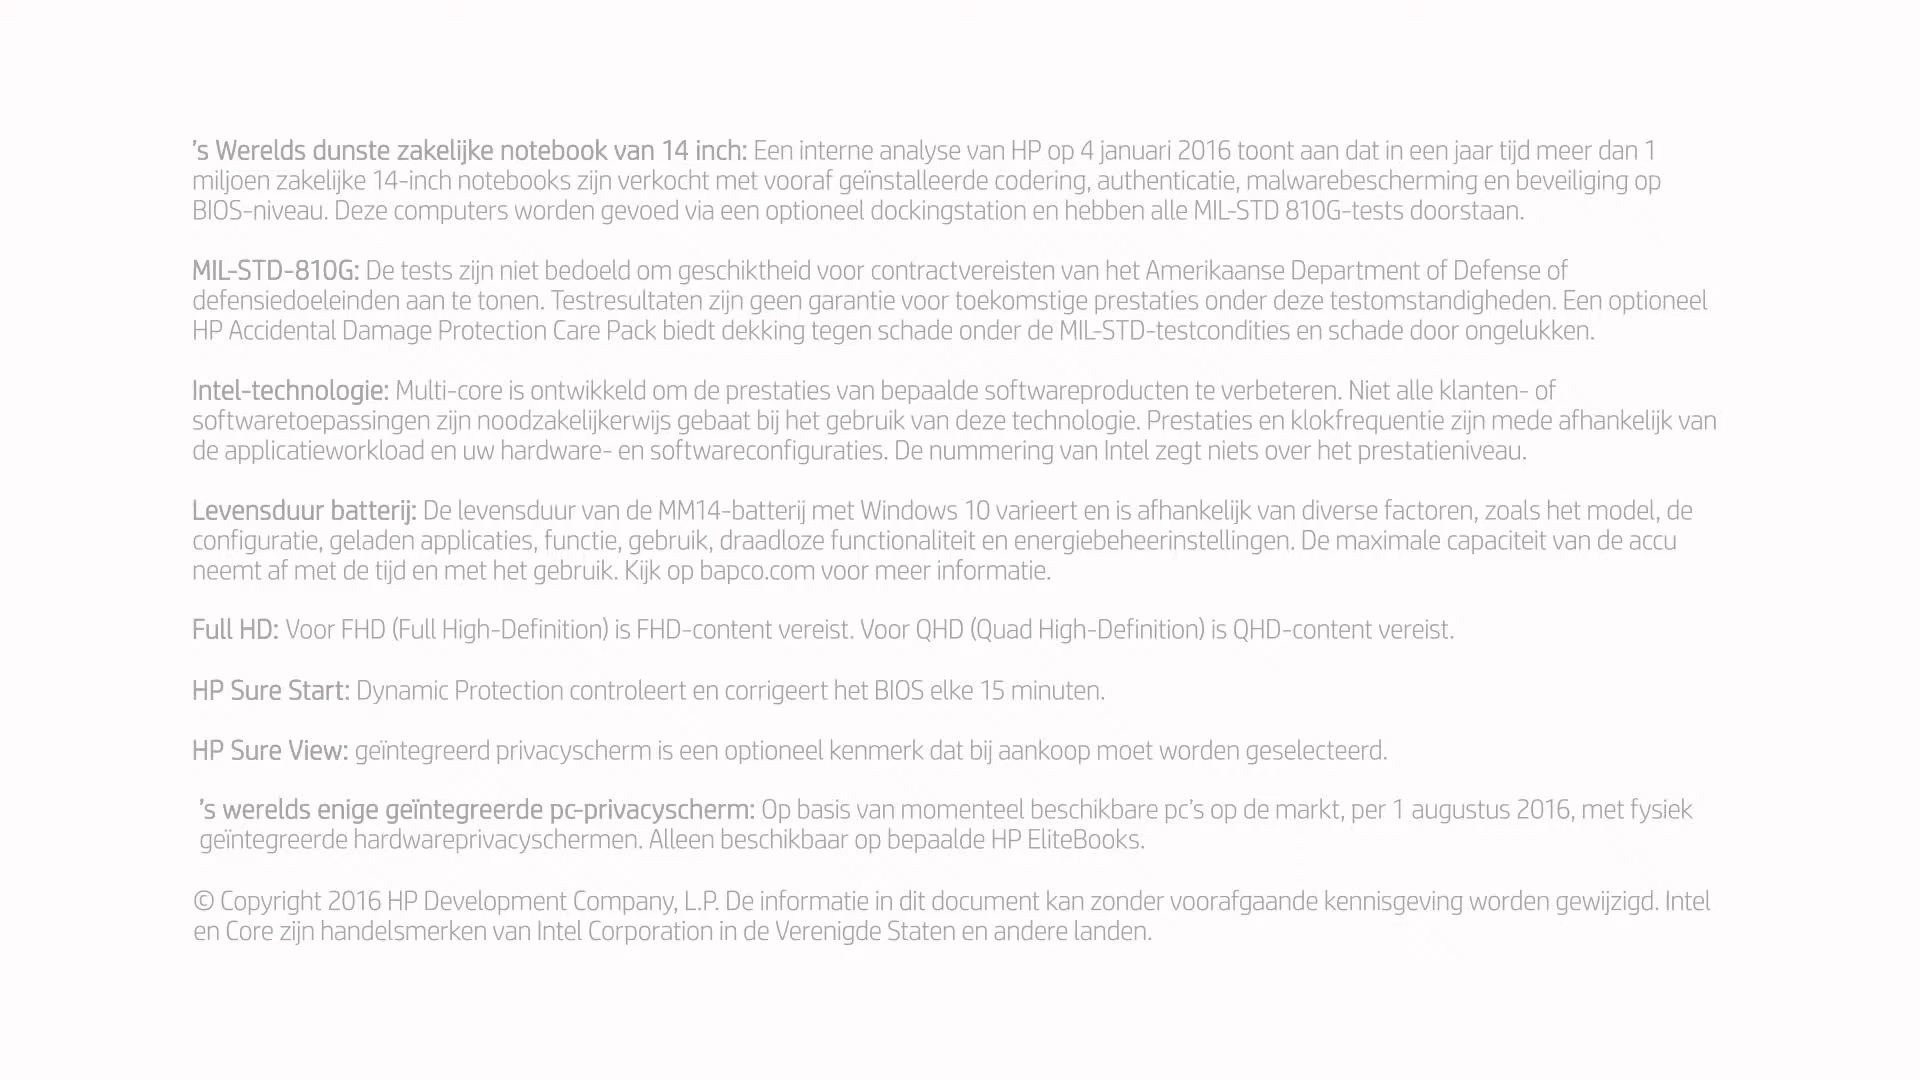 ’s Werelds dunste zakelijke notebook van 14 inch: Een interne analyse van HP op 4 januari 2016 toont aan dat in een jaar tijd meer dan 1
miljoen zakelijke 14-inch notebooks zijn verkocht met vooraf geïnstalleerde codering, authenticatie, malwarebescherming en beveiliging op
BIOS-niveau. Deze computers worden gevoed via een optioneel dockingstation en hebben alle MIL-STD 810G-tests doorstaan.
MIL-STD-810G: De tests zijn niet bedoeld om geschiktheid voor contractvereisten van het Amerikaanse Department of Defense of
defensiedoeleinden aan te tonen. Testresultaten zijn geen garantie voor toekomstige prestaties onder deze testomstandigheden. Een optioneel
HP Accidental Damage Protection Care Pack biedt dekking tegen schade onder de MIL-STD-testcondities en schade door ongelukken.
Intel-technologie: Multi-core is ontwikkeld om de prestaties van bepaalde softwareproducten te verbeteren. Niet alle klanten- of
softwaretoepassingen zijn noodzakelijkerwijs gebaat bij het gebruik van deze technologie. Prestaties en klokfrequentie zijn mede afhankelijk van
de applicatieworkload en uw hardware- en softwareconfiguraties. De nummering van Intel zegt niets over het prestatieniveau.
Levensduur batterij: De levensduur van de MM14-batterij met Windows 10 varieert en is afhankelijk van diverse factoren, zoals het model, de
configuratie, geladen applicaties, functie, gebruik, draadloze functionaliteit en energiebeheerinstellingen. De maximale capaciteit van de accu
neemt af met de tijd en met het gebruik. Kijk op bapco.com voor meer informatie.
Full HD: Voor FHD (Full High-Definition) is FHD-content vereist. Voor QHD (Quad High-Definition) is QHD-content vereist.
HP Sure Start: Dynamic Protection controleert en corrigeert het BIOS elke 15 minuten.
HP Sure View: geïntegreerd privacyscherm is een optioneel kenmerk dat bij aankoop moet worden geselecteerd.
’s werelds enige geïntegreerde pc-privacyscherm: Op basis van momenteel beschikbare pc’s op de markt, per 1 augustus 2016, met fysiek
geïntegreerde hardwareprivacyschermen. Alleen beschikbaar op bepaalde HP EliteBooks.
© Copyright 2016 HP Development Company, L.P. De informatie in dit document kan zonder voorafgaande kennisgeving worden gewijzigd. Intel
en Core zijn handelsmerken van Intel Corporation in de Verenigde Staten en andere landen.